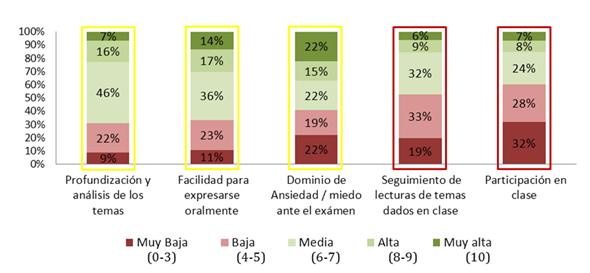 100%
90%
80%
70%
60%
50%
40%
30%
20%
10%
0%
7%
16%
46%
22%
9%
14%
17%
36%
23%
11%
22%
15%
22%
19%
22%
6%
9%
32%
33%
19%
7%
8%
24%
28%
32%
Profundización y
análisis de los
temas
Facilidad para
expresarse
oralmente
Dominio de
Ansiedad / miedo
ante el exámen
Seguimiento de
lecturas de temas
dados en clase
Participación en
clase
Muy Baja
(0-3)
Baja
(4-5)
Media
(6-7)
Alta
(8-9)
Muy alta
(10)